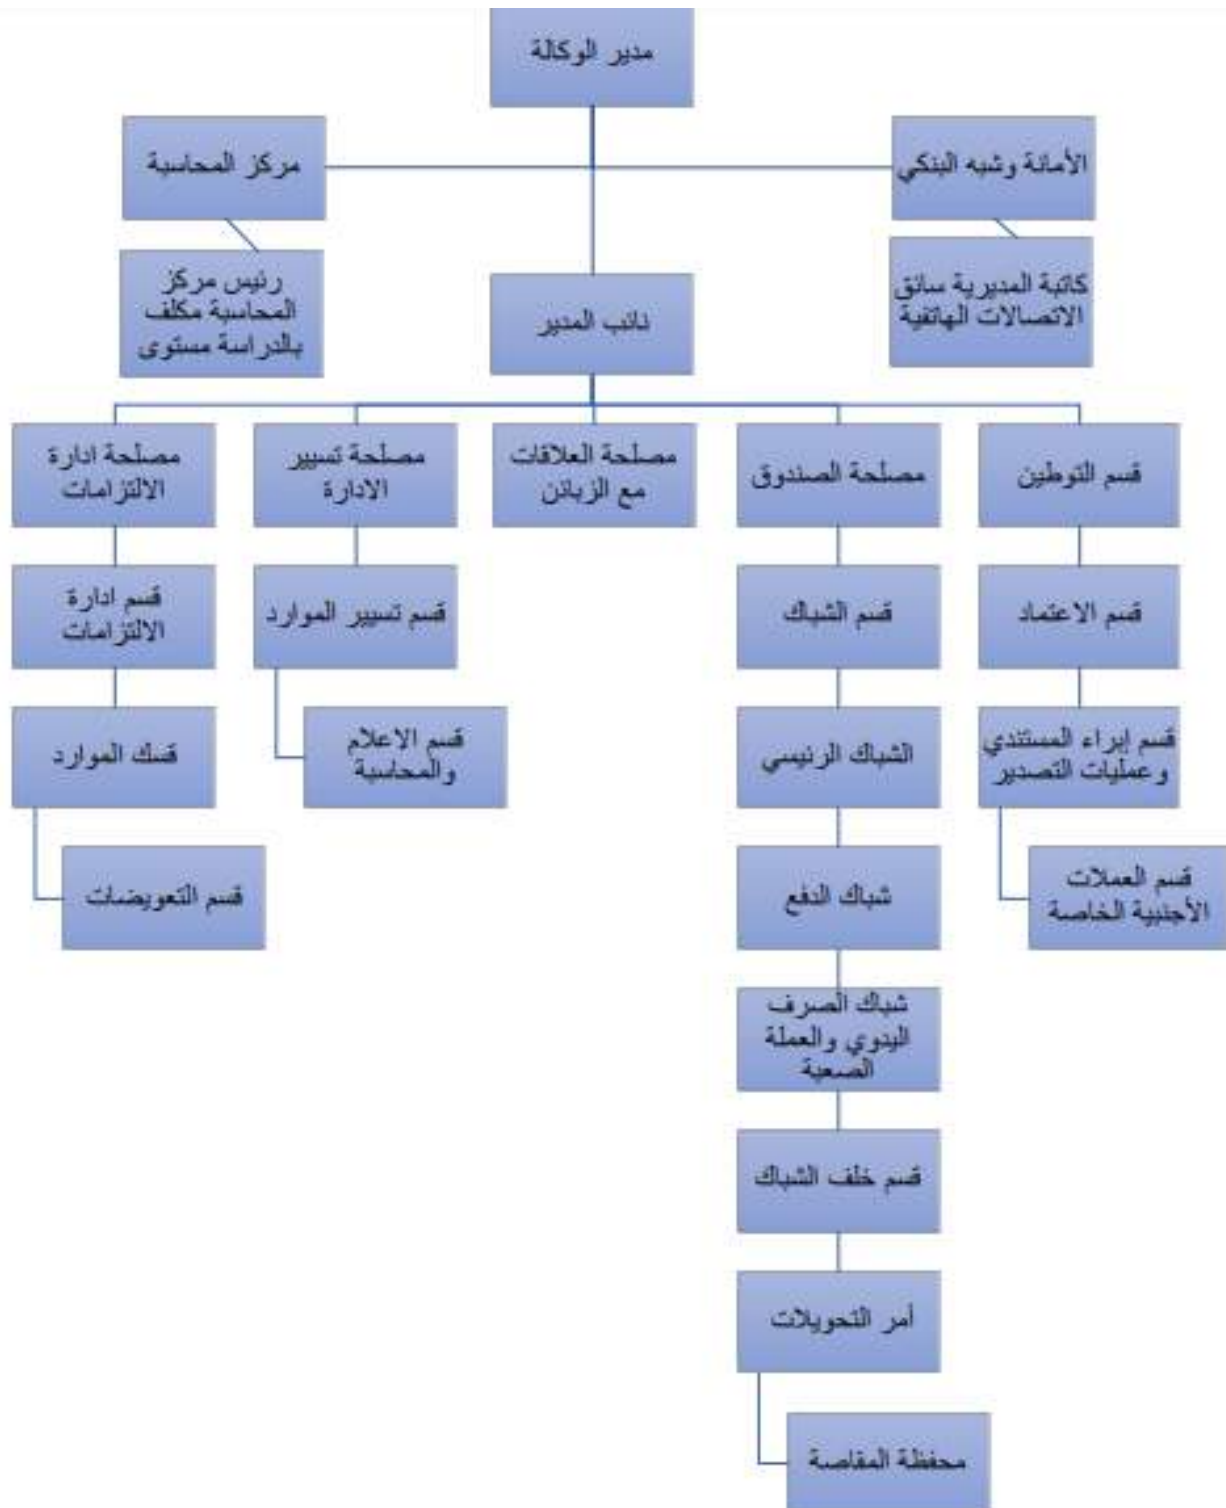 مدير الوكالة
الأمانة وشبه البنكي
مركز المحاسبة
كاتبة المديرية سائق
الاتصالات الهاتفية
رئيس مركز
المحاسبة مكلف
بالدراسة مستوى
نائب المدير
قسم التوطين
مصلحة الصندوق
مصلحة العلاقات
مع الزبائن
مصلحة تسيير
الادارة
مصلحة ادارة
الالتزامات
قسم الاعتماد
قسم الشباك
قسم تسيير الموارد
قسم ادارة
الالتزامات
قسم إبراء المستندي
وعمليات التصدير
الشباك الرئيسي
قسم الاعلام
والمحاسبة
قسك الموارد
قسم العملات
الأجنبية الخاصة
شباك الدفع
قسم التعويضات
شباك الصرف
اليدوي والعملة
الصعبة
قسم خلف الشباك
أمر التحويلات
محفظة المقاصة